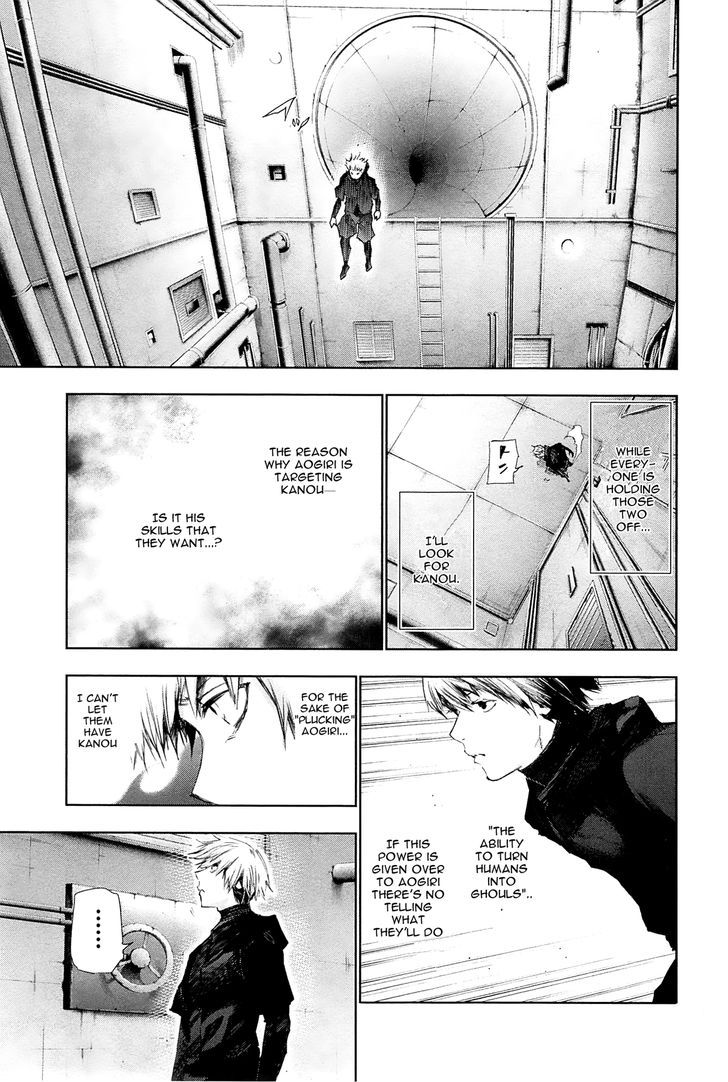 WHILE
EVERY-
ONE IS
HOLDING
THOSE
TWO
OFF...
I'LL
LOOK
FOR
KANOU.
THE REASON
WHY AOGIRI IS
TARGETING
KANOU—
IS IT HIS
SKILLS THAT
THEY WANT...?
"THE
ABILITY
TO TURN
HUMANS
INTO
GHOULS"..
IF THIS
POWER IS
GIVEN OVER
TO AOGIRI
THERE'S NO
TELLING
WHAT
THEY'LL DO
FOR THE
SAKE OF
"PLUCKING"
AOGIRI...
I CAN'T
LET
THEM
HAVE
KANOU